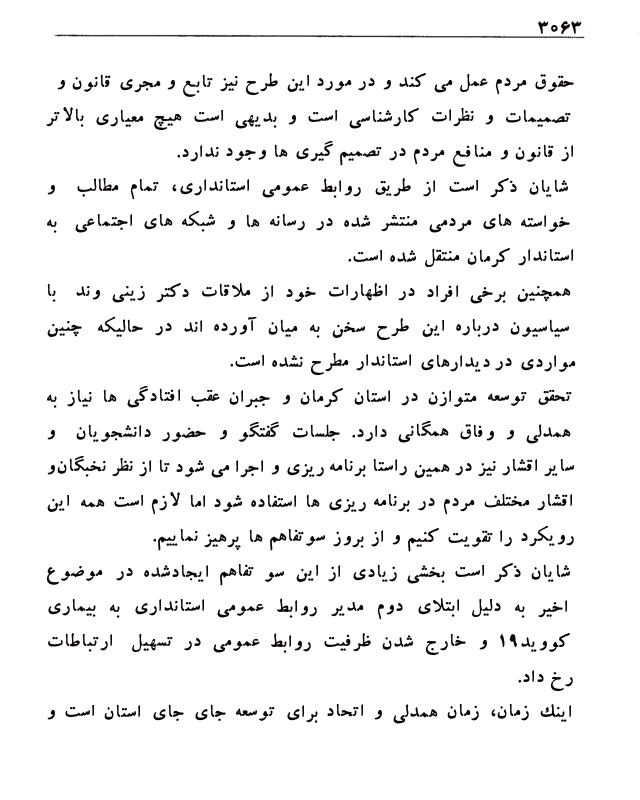 ۳۰۶۳
حقوق مردم عمل می کند و در مورد این طرح نیز تابع و مجری قانون و
تصمیمات و نظرات کارشناسی است و بدیهی است هیچ معیاری بالاتر
از قانون و منافع مردم در تصمیم گیری ها وجود ندارد.
شایان ذکر است از طریق روابط عمومی استانداری، تمام مطالب و
خواسته های مردمی منتشر شده در رسانه ها و شبکه های اجتماعی به
استاندار کرمان منتقل شده است.
همچنین برخی افراد در اظهارات خود از ملاقات دکتر زینی وند با
سیاسیون درباره این طرح سخن به میان آورده اند در حالیکه چنین
مواردی در دیدارهای استاندار مطرح نشده است.
تحقق توسعه متوازن در استان کرمان و جبران عقب افتادگی ها نیاز به
همدلی و وفاق همگانی دارد. جلسات گفتگو و حضور دانشجویان و
سایر اقشار نیز در همین راستا برنامه ریزی و اجرا می شود تا از نظر نخبگان و
اقشار مختلف مردم در برنامه ریزی ها استفاده شود اما لازم است همه این
رویکرد را تقویت کنیم و از بروز سوتفاهم ها پرهیز نماییم.
شایان ذکر است بخشی زیادی از این سو تفاهم ایجادشده در موضوع
اخیر به دلیل ابتلای دوم مدیر روابط عمومی استانداری به بیماری
کووید۱۹ و خارج شدن ظرفیت روابط عمومی در تسهیل ارتباطات
رخ داد.
اینك زمان، زمان همدلی و اتحاد برای توسعه جای جای استان است و